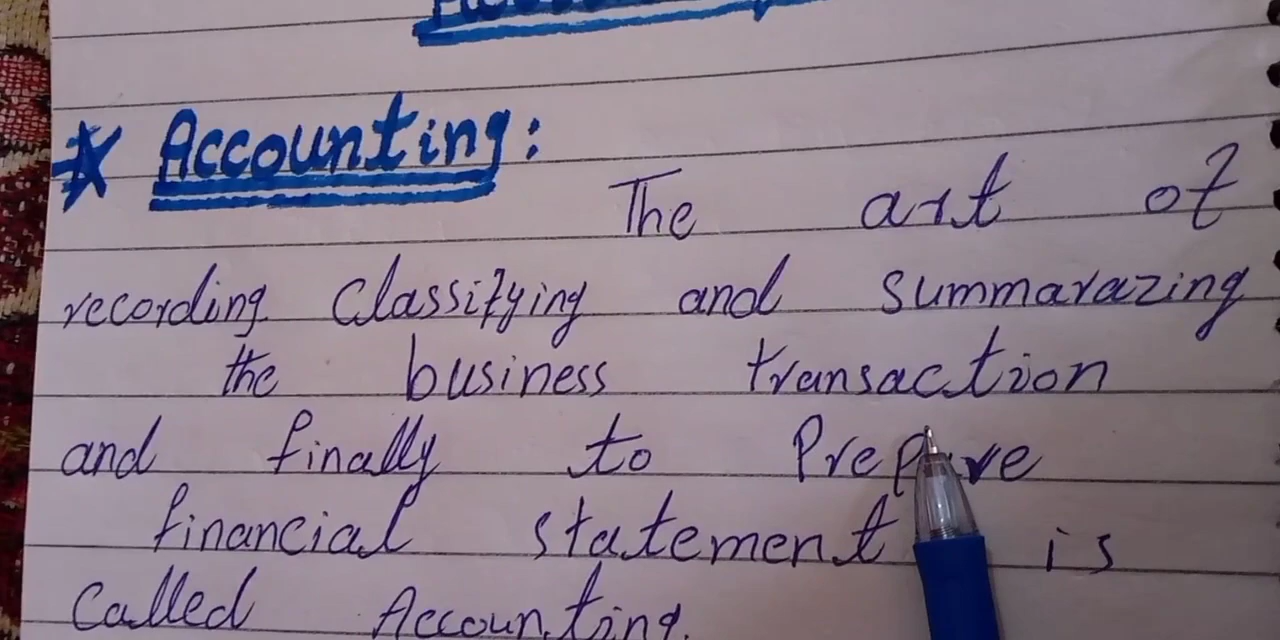 * Accounting:
The art of
recording classifying and summarazing
the business transaction
and finally to Prepare
financial statement is
Called Accounting.